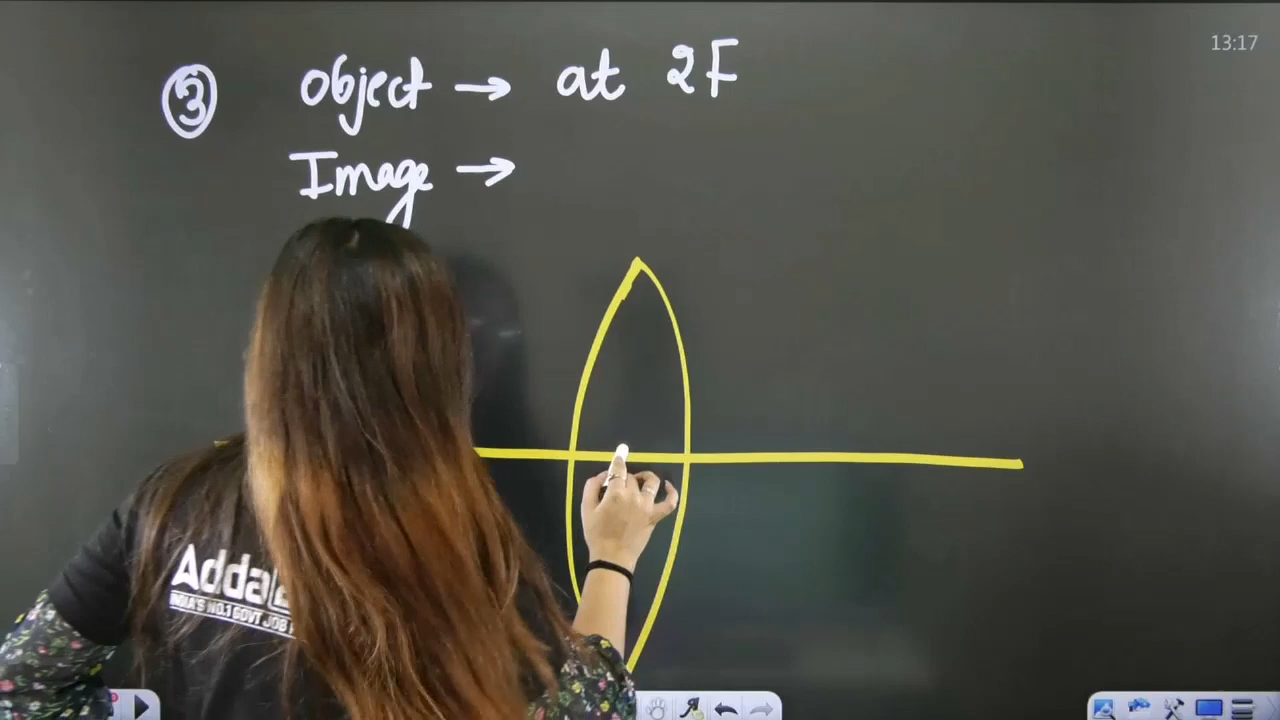 13:17
③ Object → at 2F
Image →
Adda
INDIA'S NO.1 GOVT JOB